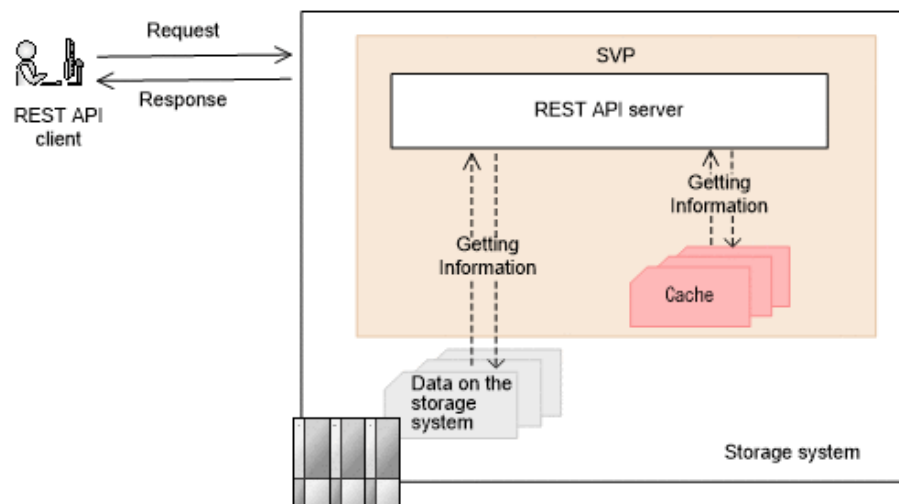 Request
Response
REST API
client
SVP
REST API server
Getting
Information
Getting
Information
Cache
Data on the
storage
system
Storage system